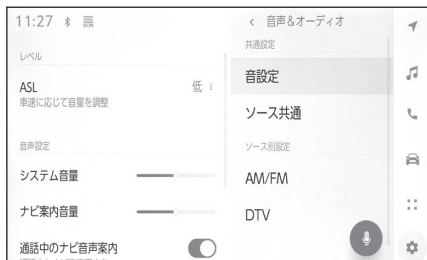 11:27
レベル
ASL
低
車速に応じて音量を調整
音声設定
システム音量
ナビ案内音量
通話中のナビ音声案内
音声&オーディオ
共通設定
音設定
ソース共通
ソース別設定
AM/FM
DTV